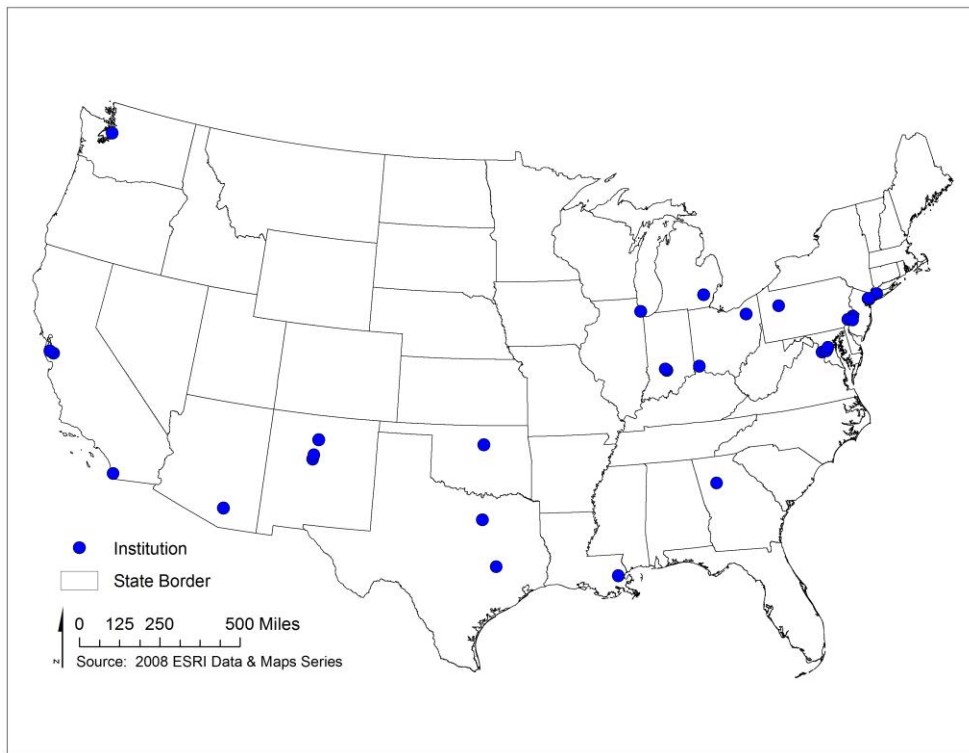 Institution
State Border
0 125 250 500 Miles
z
Source: 2008 ESRI Data & Maps Series